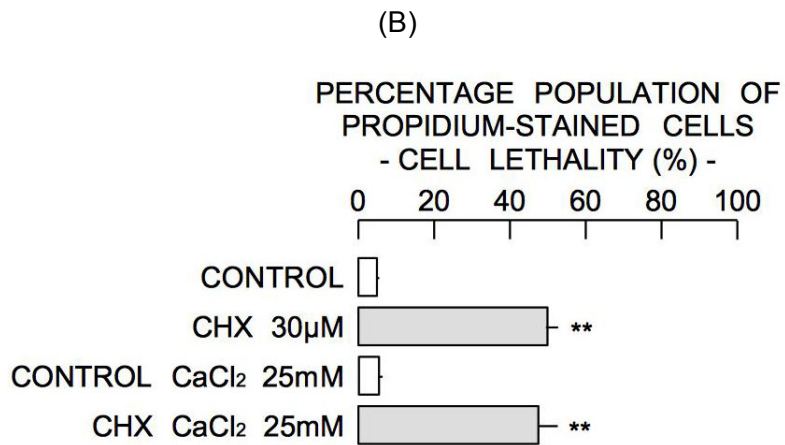 (B)
PERCENTAGE POPULATION OF
PROPIDIUM-STAINED CELLS
- CELL LETHALITY (%) -
0 20 40 60 80 100
CONTROL
CHX 30µM **
CONTROL CaCl₂ 25mM
CHX CaCl₂ 25mM **